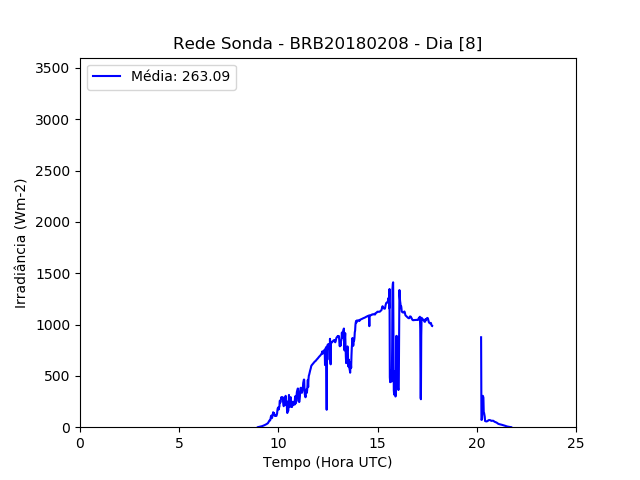 Rede Sonda - BRB20180208 - Dia [8]
Média: 263.09
3500
3000
2500
2000
1500
1000
500
0
Irradiância (Wm-2)
0 5 10 15 20 25
Tempo (Hora UTC)